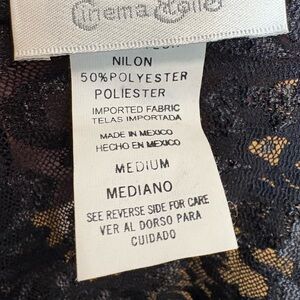 Cinema Etoile
NILON
50% POLYESTER
POLIESTER
IMPORTED FABRIC
TELAS IMPORTADA
MADE IN MEXICO
HECHO EN MEXICO
MEDIUM
MEDIANO
SEE REVERSE SIDE FOR CARE
VER AL DORSO PARA
CUIDADO